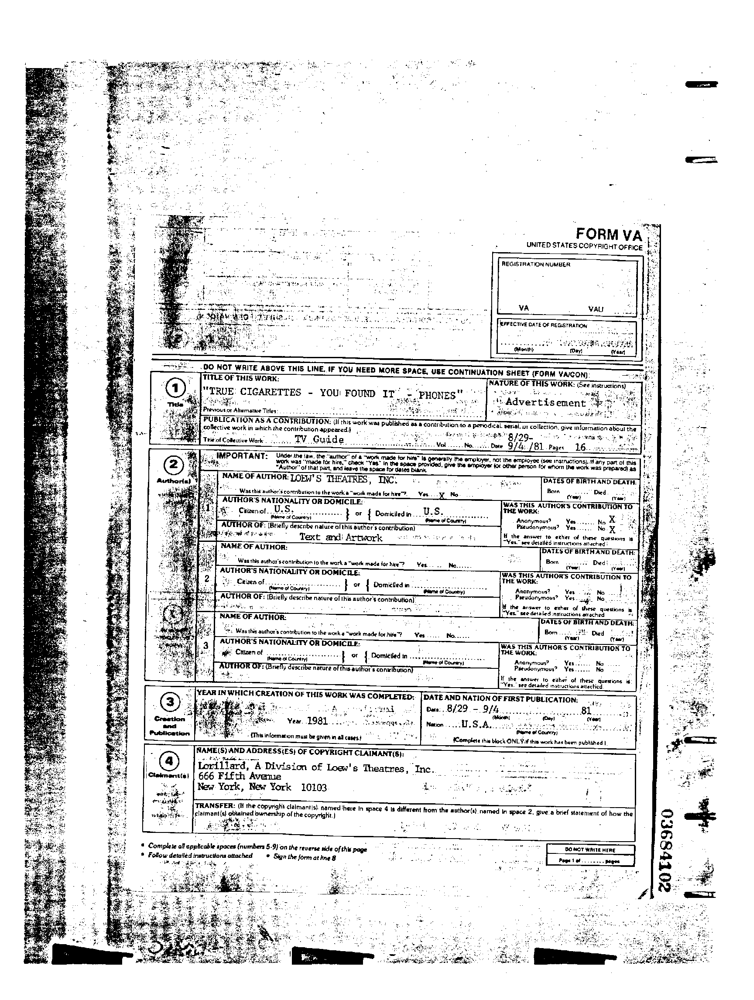 FORM VA
UNITED STATES COPYRIGHT OFFICE
REGISTRATION NUMBER
VA VAU
EFFECTIVE DATE OF REGISTRATION
(Month) (Day) (Year)
DO NOT WRITE ABOVE THIS LINE. IF YOU NEED MORE SPACE, USE CONTINUATION SHEET (FORM VA/CON)
1
Title
TITLE OF THIS WORK:
"TRUE CIGARETTES - YOU FOUND IT - PHONES"
NATURE OF THIS WORK: (See instructions)
Advertisement
Previous or Alternative Titles
PUBLICATION AS A CONTRIBUTION: (If this work was published as a contribution to a periodical, serial, or collection, give information about the
collective work in which the contribution appeared.)
8/29-
Title of Collective Work TV Guide Vol. No. Date 9/4 /81 Pages 16
2
Author(s)
IMPORTANT: Under the law, the "author" of a "work made for hire" is generally the employer, not the employee (see instructions). If any part of this
work was "made for hire," check "Yes" in the space provided, give the employer (or other person for whom the work was prepared) as
"Author" of that part, and leave the space for dates blank.
1
NAME OF AUTHOR: LOEW'S THEATRES, INC.
DATES OF BIRTH AND DEATH:
Was this author's contribution to the work a "work made for hire"? Yes X No
Born (Year) Died (Year)
AUTHOR'S NATIONALITY OR DOMICILE:
Citizen of U.S. (Name of Country) } or { Domiciled in U.S. (Name of Country)
WAS THIS AUTHOR'S CONTRIBUTION TO
THE WORK:
Anonymous? Yes No X
Pseudonymous? Yes No X
AUTHOR OF: (Briefly describe nature of this author's contribution)
Text and Artwork
If the answer to either of these questions is
"Yes," see detailed instructions attached
2
NAME OF AUTHOR:
DATES OF BIRTH AND DEATH:
Was this author's contribution to the work a "work made for hire"? Yes No
Born (Year) Died (Year)
AUTHOR'S NATIONALITY OR DOMICILE:
Citizen of (Name of Country) } or { Domiciled in (Name of Country)
WAS THIS AUTHOR'S CONTRIBUTION TO
THE WORK:
Anonymous? Yes No
Pseudonymous? Yes No
AUTHOR OF: (Briefly describe nature of this author's contribution)
If the answer to either of these questions is
"Yes," see detailed instructions attached
3
NAME OF AUTHOR:
DATES OF BIRTH AND DEATH:
Was this author's contribution to the work a "work made for hire"? Yes No
Born (Year) Died (Year)
AUTHOR'S NATIONALITY OR DOMICILE:
Citizen of (Name of Country) } or { Domiciled in (Name of Country)
WAS THIS AUTHOR'S CONTRIBUTION TO
THE WORK:
Anonymous? Yes No
Pseudonymous? Yes No
AUTHOR OF: (Briefly describe nature of this author's contribution)
If the answer to either of these questions is
"Yes," see detailed instructions attached
3
Creation
and
Publication
YEAR IN WHICH CREATION OF THIS WORK WAS COMPLETED:
Year 1981
(This information must be given in all cases.)
DATE AND NATION OF FIRST PUBLICATION:
Date 8/29 - 9/4 81
(Month) (Day) (Year)
Nation U.S.A.
(Name of Country)
(Complete this block ONLY if this work has been published.)
4
Claimant(s)
NAME(S) AND ADDRESS(ES) OF COPYRIGHT CLAIMANT(S):
Lorillard, A Division of Loew's Theatres, Inc.
666 Fifth Avenue
New York, New York 10103
TRANSFER: (If the copyright claimant(s) named here in space 4 is different from the author(s) named in space 2, give a brief statement of how the
claimant(s) obtained ownership of the copyright.)
• Complete all applicable spaces (numbers 5-9) on the reverse side of this page
• Follow detailed instructions attached • Sign the form at line 8
DO NOT WRITE HERE
Page 1 of pages
03684102